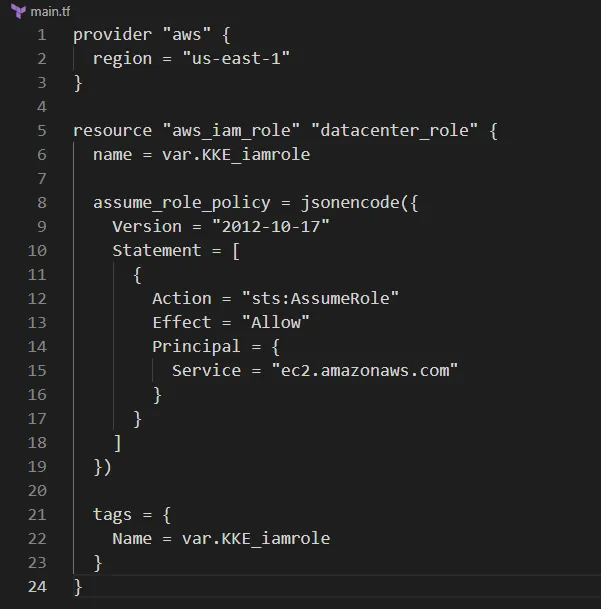 main.tf
1 provider "aws" {
2   region = "us-east-1"
3 }
4
5 resource "aws_iam_role" "datacenter_role" {
6   name = var.KKE_iamrole
7
8   assume_role_policy = jsonencode({
9     Version = "2012-10-17"
10     Statement = [
11       {
12         Action = "sts:AssumeRole"
13         Effect = "Allow"
14         Principal = {
15           Service = "ec2.amazonaws.com"
16         }
17       }
18     ]
19   })
20
21   tags = {
22     Name = var.KKE_iamrole
23   }
24 }